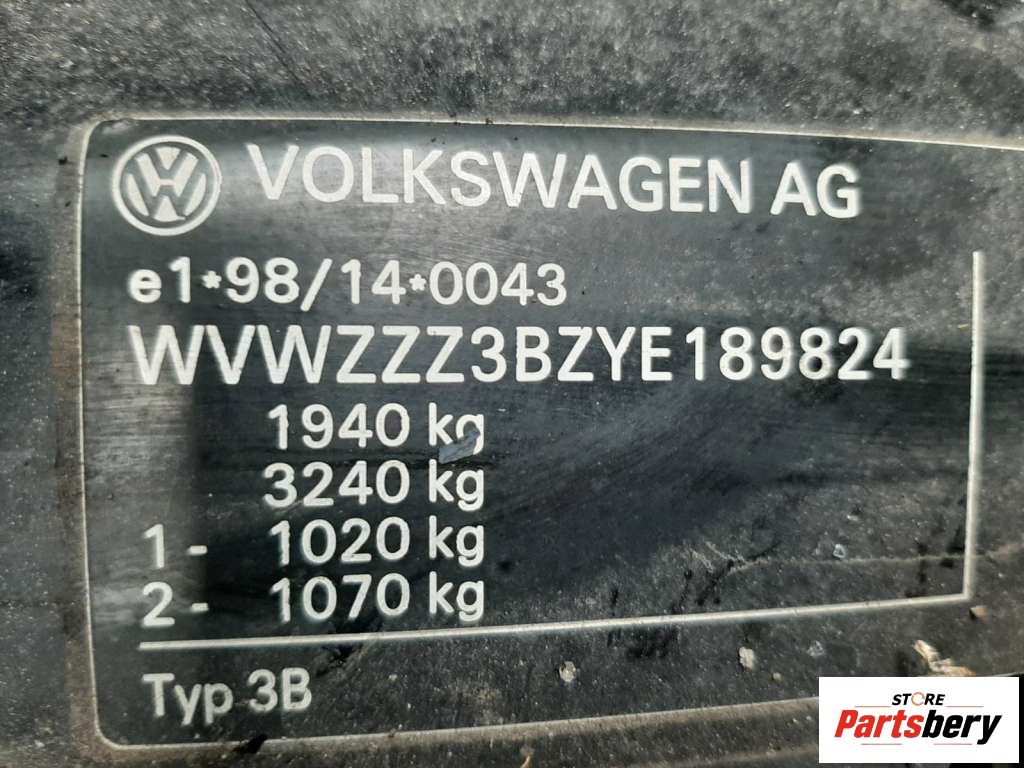 VOLKSWAGEN AG
e1*98/14*0043
WVWZZZ3BZYE189824
1940 kg
3240 kg
1- 1020 kg
2- 1070 kg
Typ 3B
STORE
Partsbery